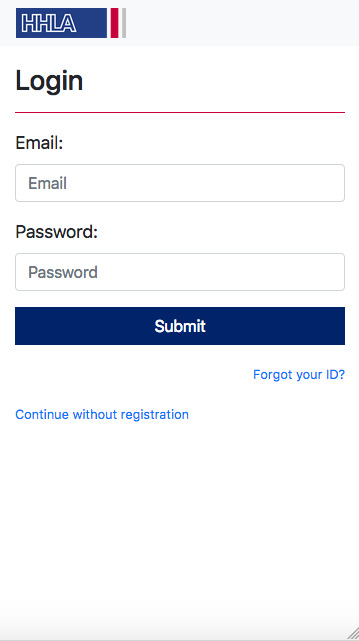 HHLA
Login
Email:
Email
Password:
Password
Submit
Forgot your ID?
Continue without registration